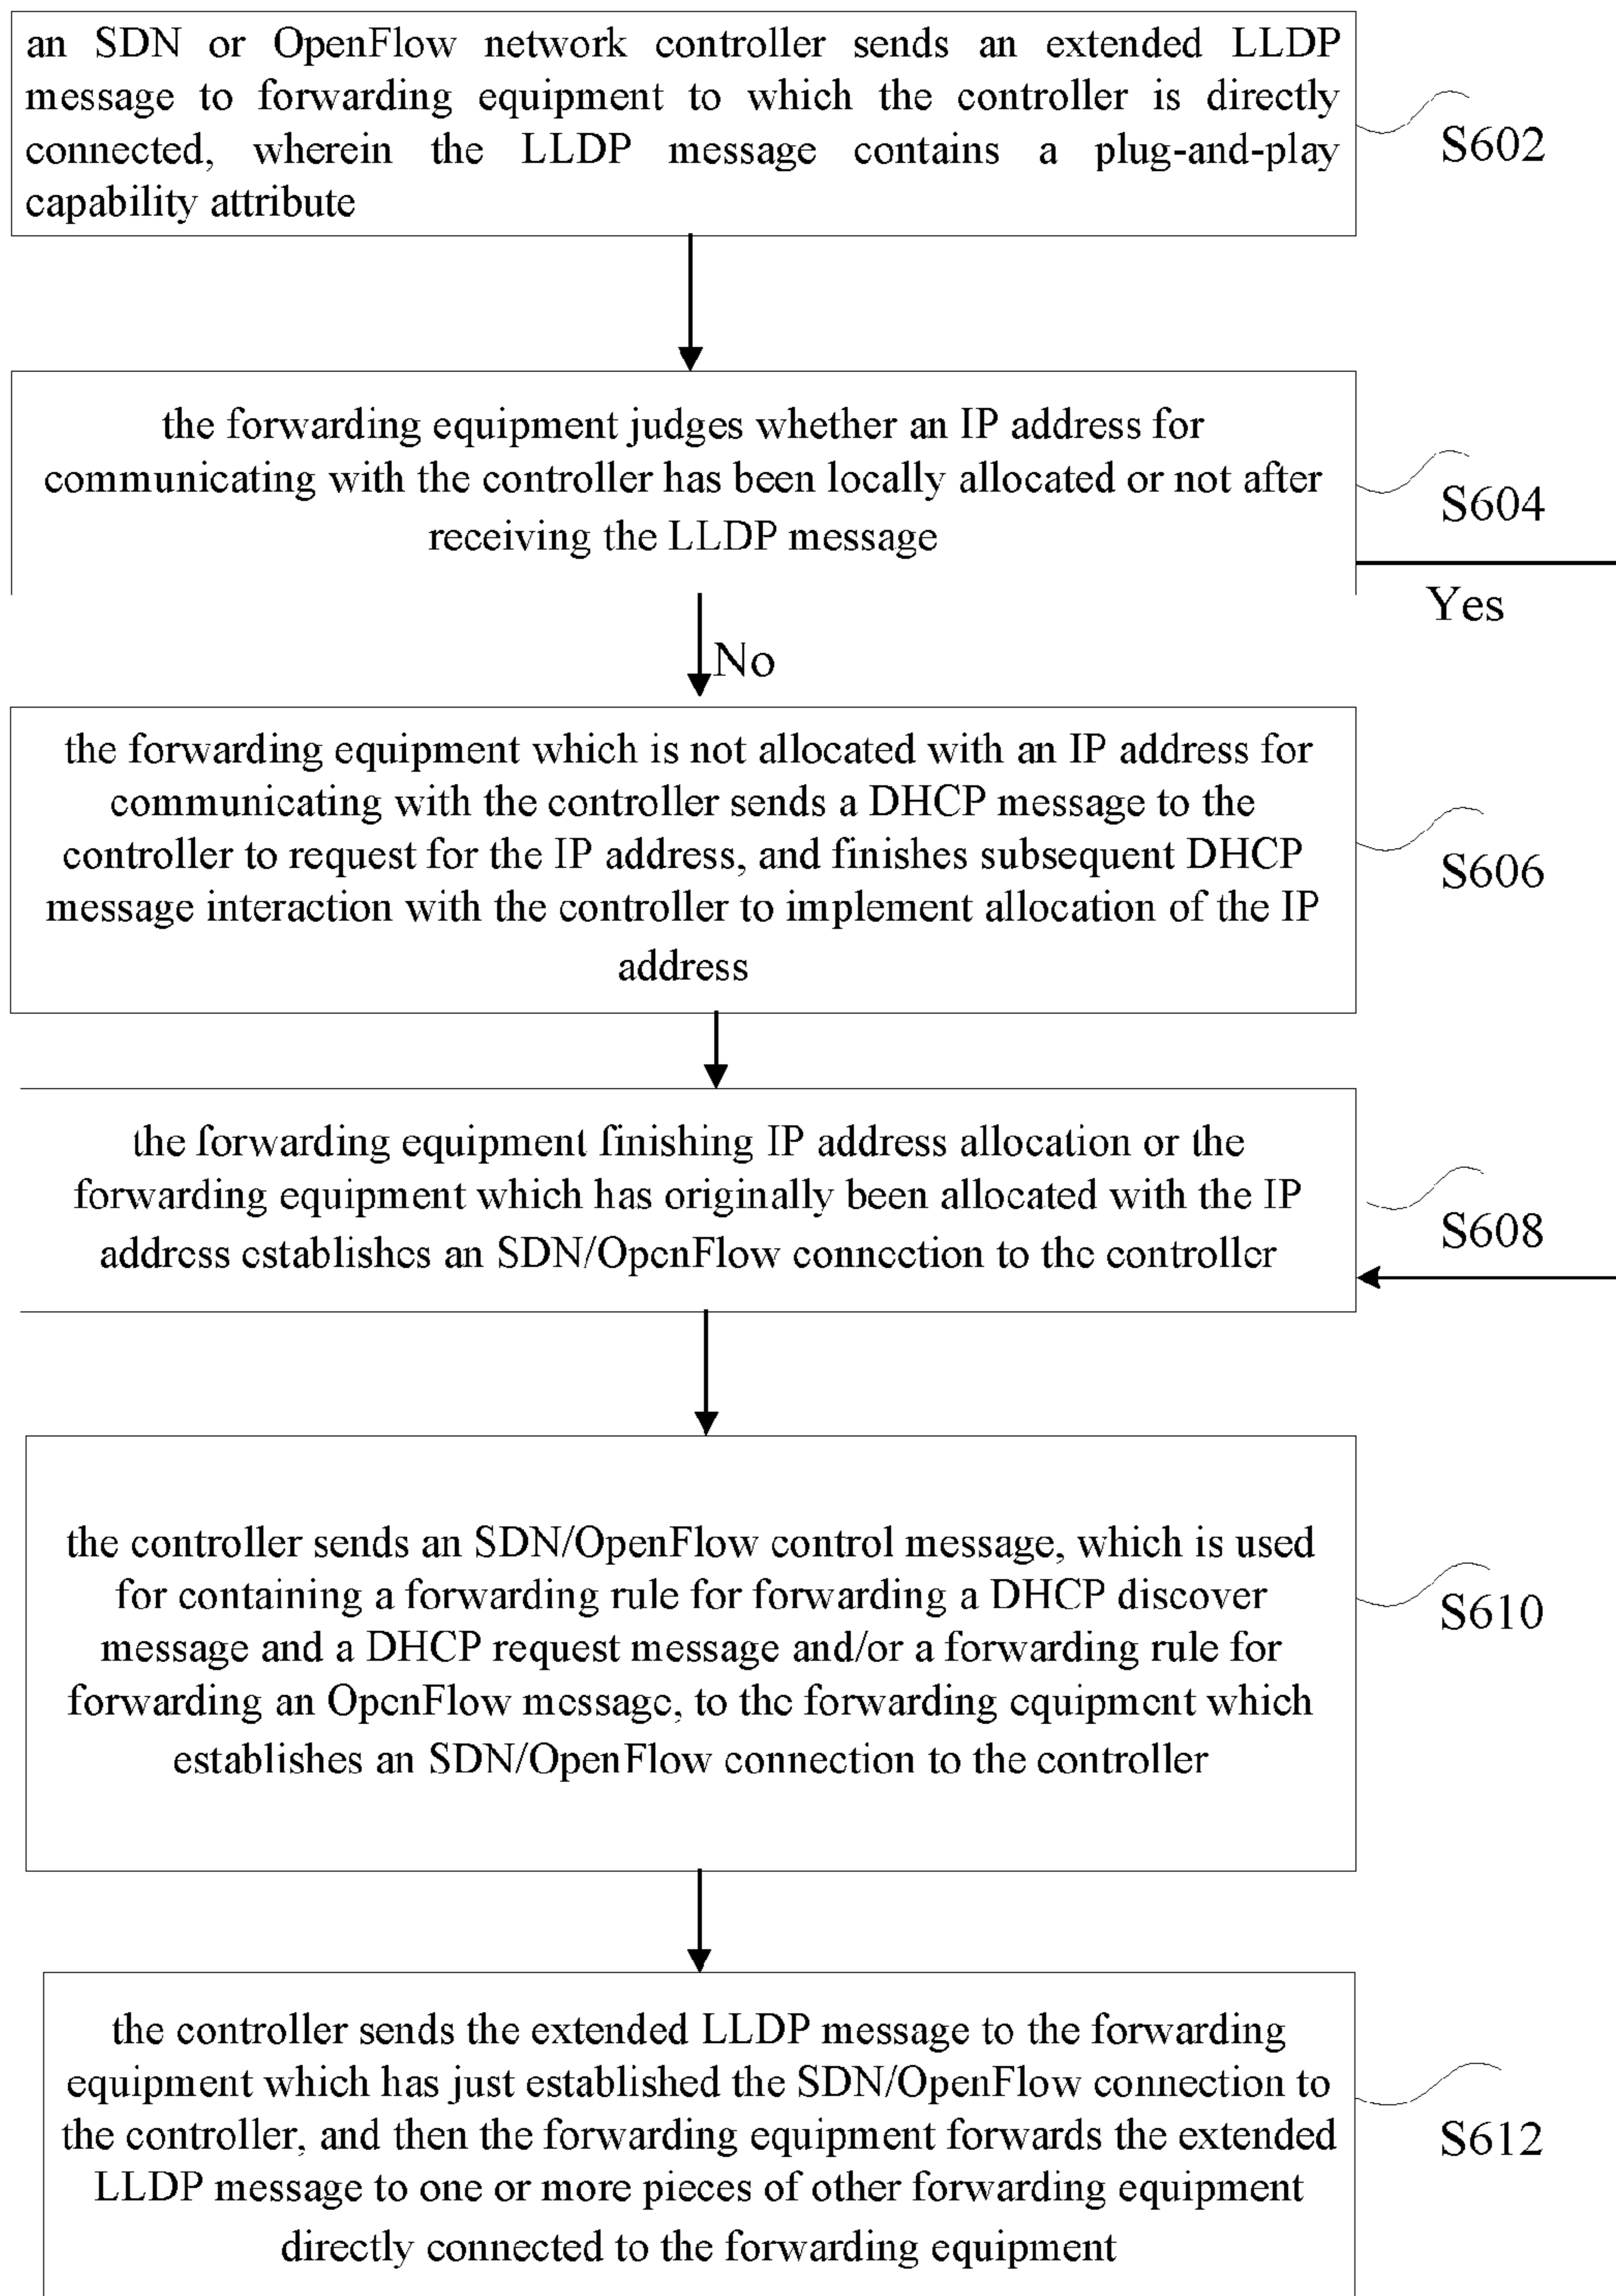 an SDN or OpenFlow network controller sends an extended LLDP
message to forwarding equipment to which the controller is directly
connected, wherein the LLDP message contains a plug-and-play
capability attribute
S602
the forwarding equipment judges whether an IP address for
communicating with the controller has been locally allocated or not after
receiving the LLDP message
S604
Yes
No
the forwarding equipment which is not allocated with an IP address for
communicating with the controller sends a DHCP message to the
controller to request for the IP address, and finishes subsequent DHCP
message interaction with the controller to implement allocation of the IP
address
S606
the forwarding equipment finishing IP address allocation or the
forwarding equipment which has originally been allocated with the IP
address establishes an SDN/OpenFlow connection to the controller
S608
the controller sends an SDN/OpenFlow control message, which is used
for containing a forwarding rule for forwarding a DHCP discover
message and a DHCP request message and/or a forwarding rule for
forwarding an OpenFlow message, to the forwarding equipment which
establishes an SDN/OpenFlow connection to the controller
S610
the controller sends the extended LLDP message to the forwarding
equipment which has just established the SDN/OpenFlow connection to
the controller, and then the forwarding equipment forwards the extended
LLDP message to one or more pieces of other forwarding equipment
directly connected to the forwarding equipment
S612